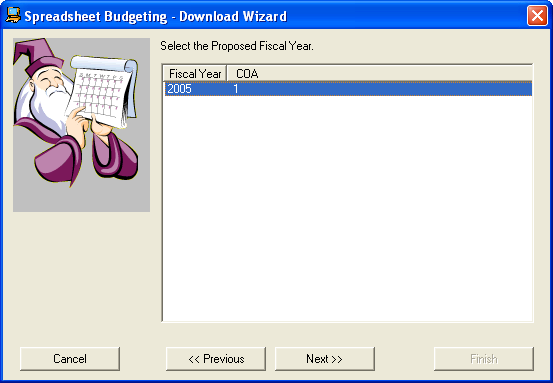 Spreadsheet Budgeting - Download Wizard
Select the Proposed Fiscal Year.
Fiscal Year COA
2005 1
Cancel << Previous Next >> Finish